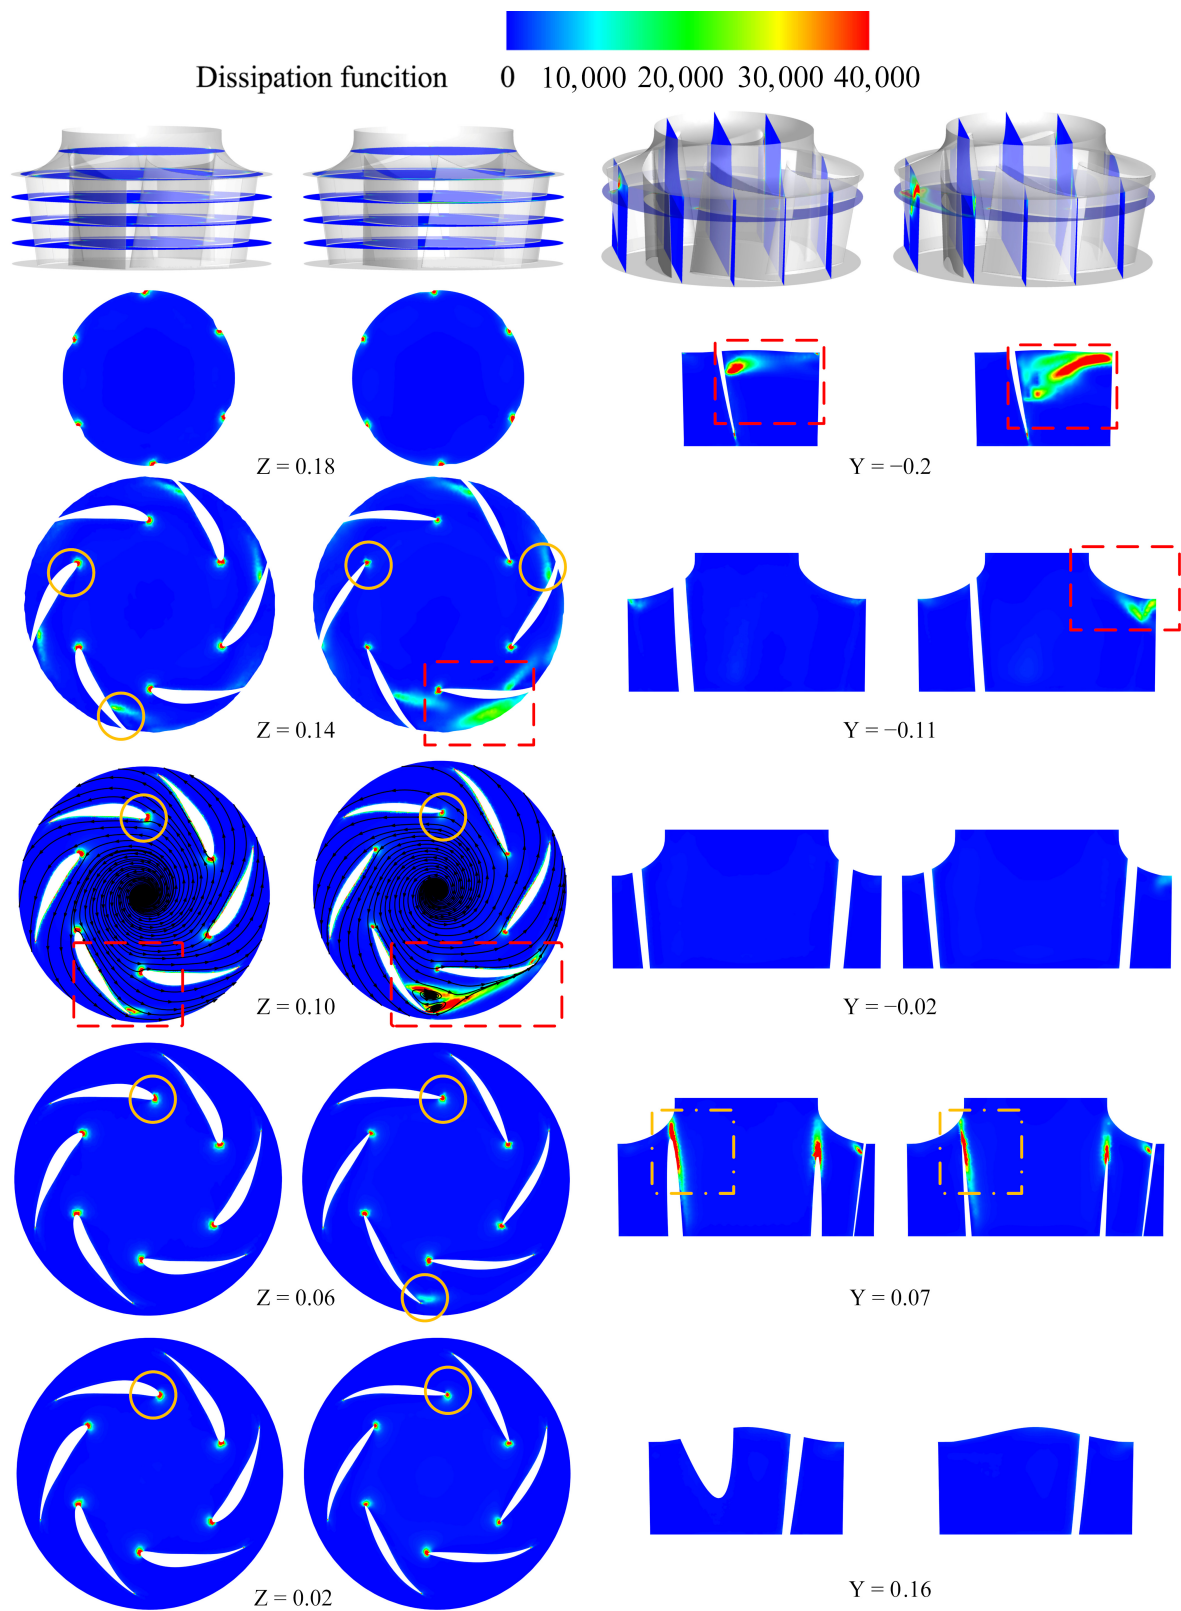 Dissipation funcition
0 10,000 20,000 30,000 40,000
Z = 0.18
Y = −0.2
Z = 0.14
Y = −0.11
Z = 0.10
Y = −0.02
Z = 0.06
Y = 0.07
Z = 0.02
Y = 0.16